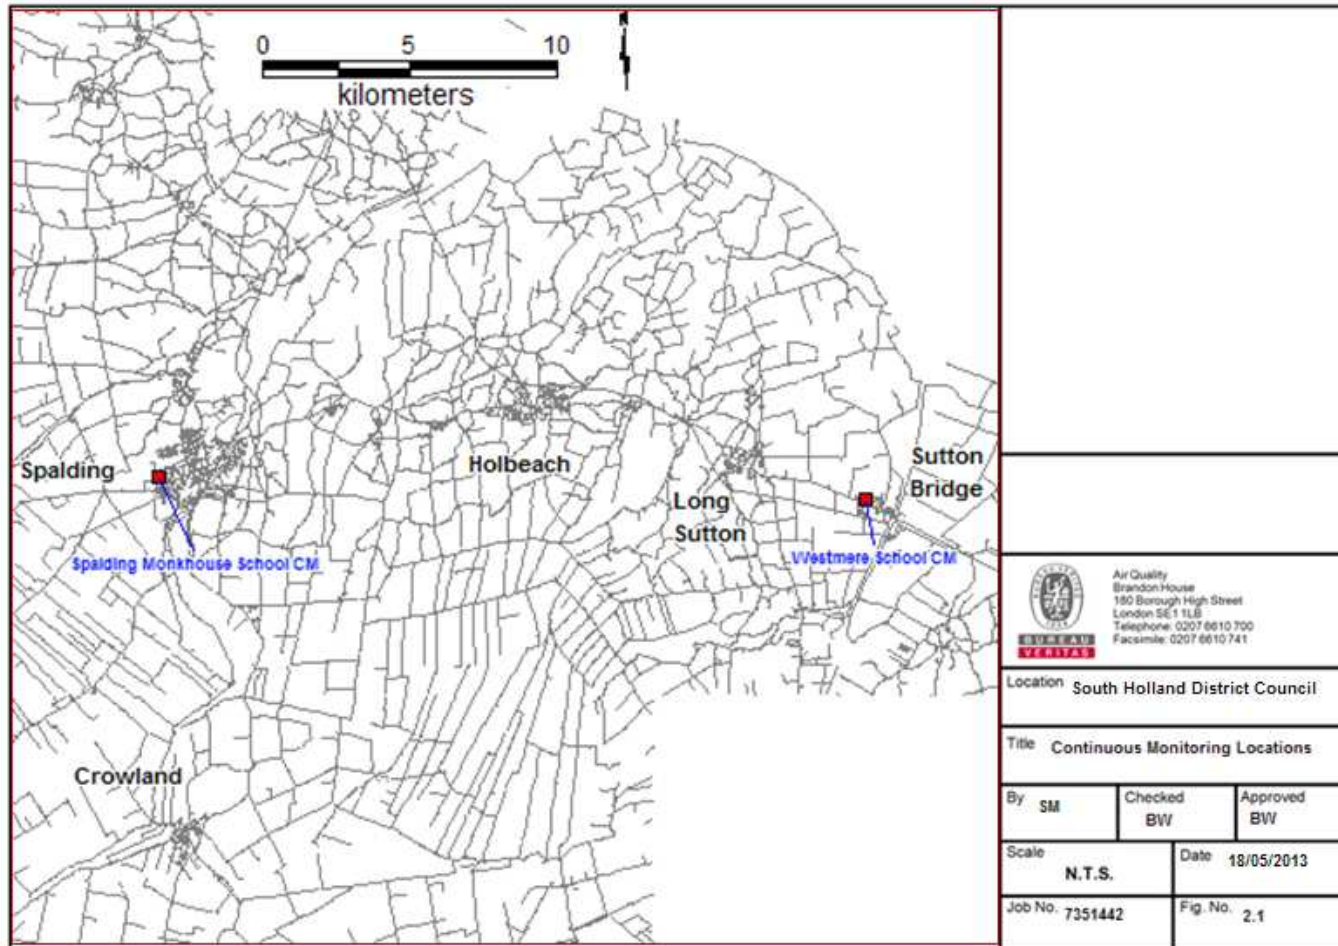 0 5 10
kilometers
N
Spalding
Holbeach
Long
Sutton
Sutton
Bridge
Spalding Monkhouse School CM
Westmere School CM
Crowland
BUREAU
VERITAS
Air Quality
Brandon House
180 Borough High Street
London SE1 1LB
Telephone: 0207 6610 700
Facsimile: 0207 6610 741
Location South Holland District Council
Title Continuous Monitoring Locations
By SM
Checked
BW
Approved
BW
Scale
N.T.S.
Date 18/05/2013
Job No. 7351442
Fig. No. 2.1